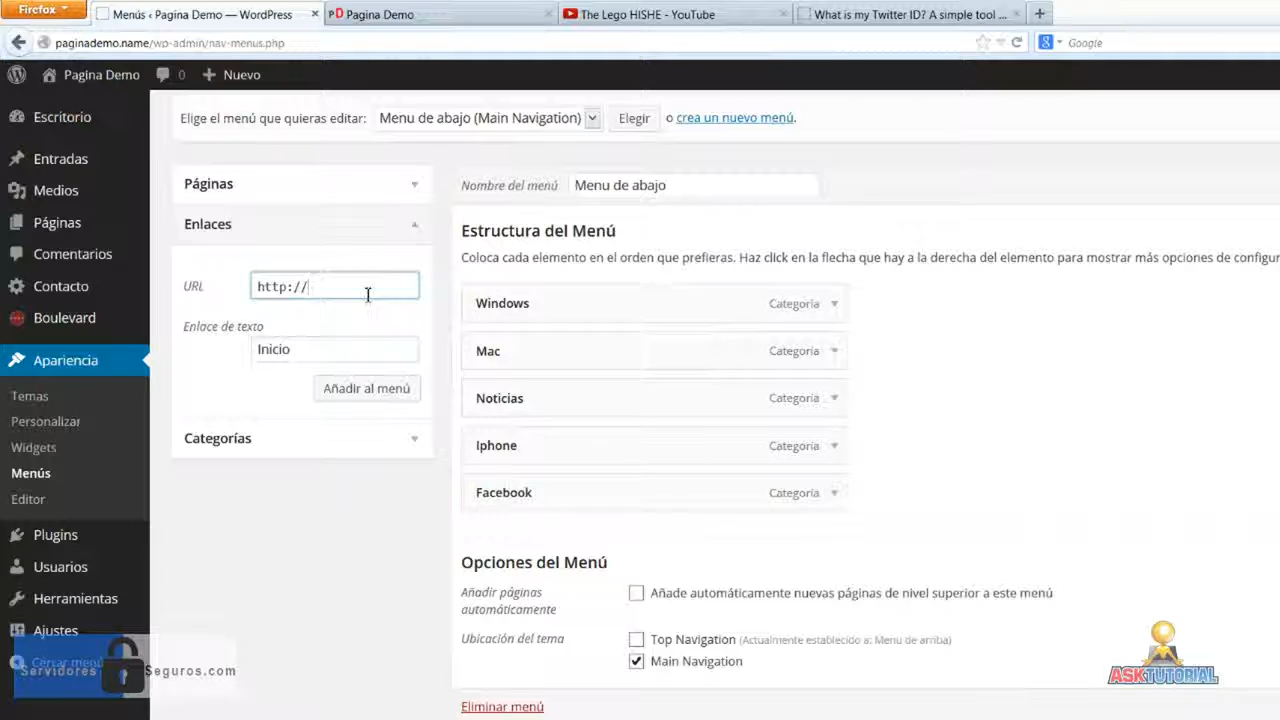 Firefox
Menús ‹ Pagina Demo — WordPress
Pagina Demo
The Lego HISHE - YouTube
What is my Twitter ID? A simple tool ...
paginademo.name/wp-admin/nav-menus.php
Google
Pagina Demo
0
Nuevo
Escritorio
Entradas
Medios
Páginas
Comentarios
Contacto
Boulevard
Apariencia
Temas
Personalizar
Widgets
Menús
Editor
Plugins
Usuarios
Herramientas
Ajustes
Cerrar menú
Servidores Seguros.com
Elige el menú que quieras editar: Menu de abajo (Main Navigation) Elegir o crea un nuevo menú.
Páginas
Enlaces
URL http://
Enlace de texto
Inicio
Añadir al menú
Categorías
Nombre del menú Menu de abajo
Estructura del Menú
Coloca cada elemento en el orden que prefieras. Haz click en la flecha que hay a la derecha del elemento para mostrar más opciones de configur
Windows Categoría
Mac Categoría
Noticias Categoría
Iphone Categoría
Facebook Categoría
Opciones del Menú
Añadir páginas automáticamente
Añade automáticamente nuevas páginas de nivel superior a este menú
Ubicación del tema
Top Navigation (Actualmente establecido a: Menu de arriba)
Main Navigation
Eliminar menú
ASKTUTORIAL